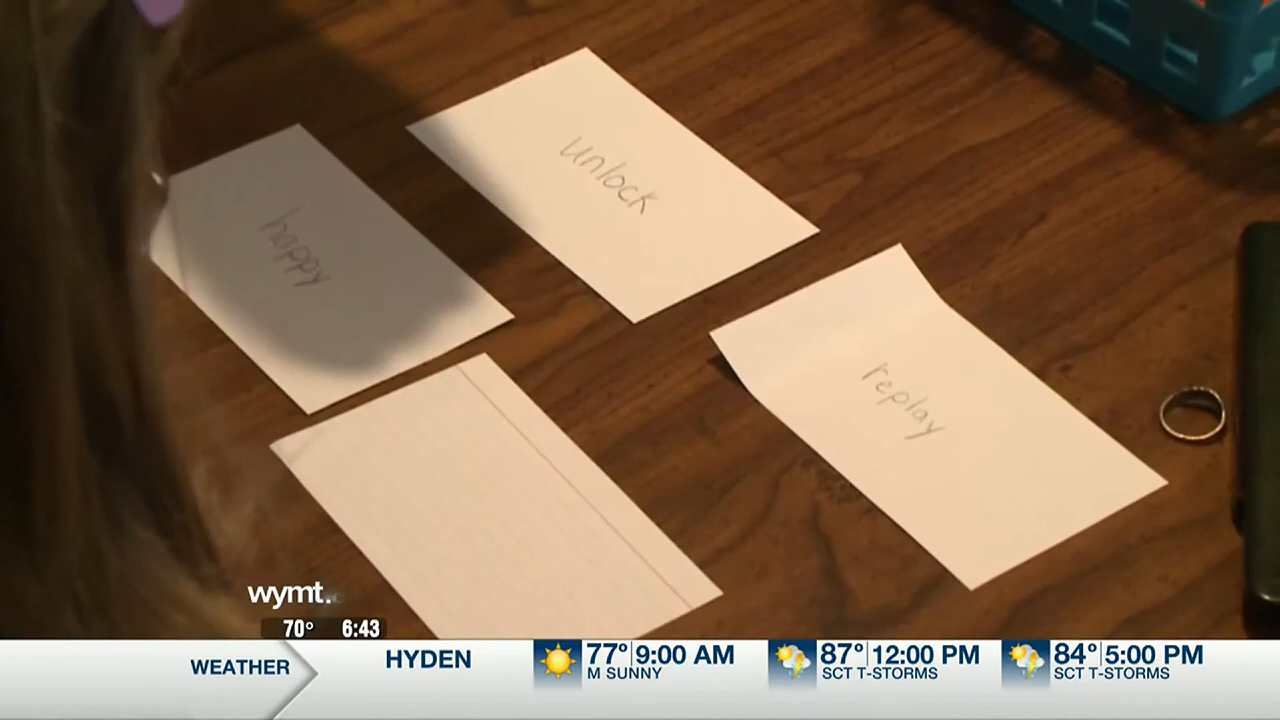 unlock
happy
replay
wymt.
70° 6:43
WEATHER
HYDEN
77° 9:00 AM
M SUNNY
87° 12:00 PM
SCT T-STORMS
84° 5:00 PM
SCT T-STORMS